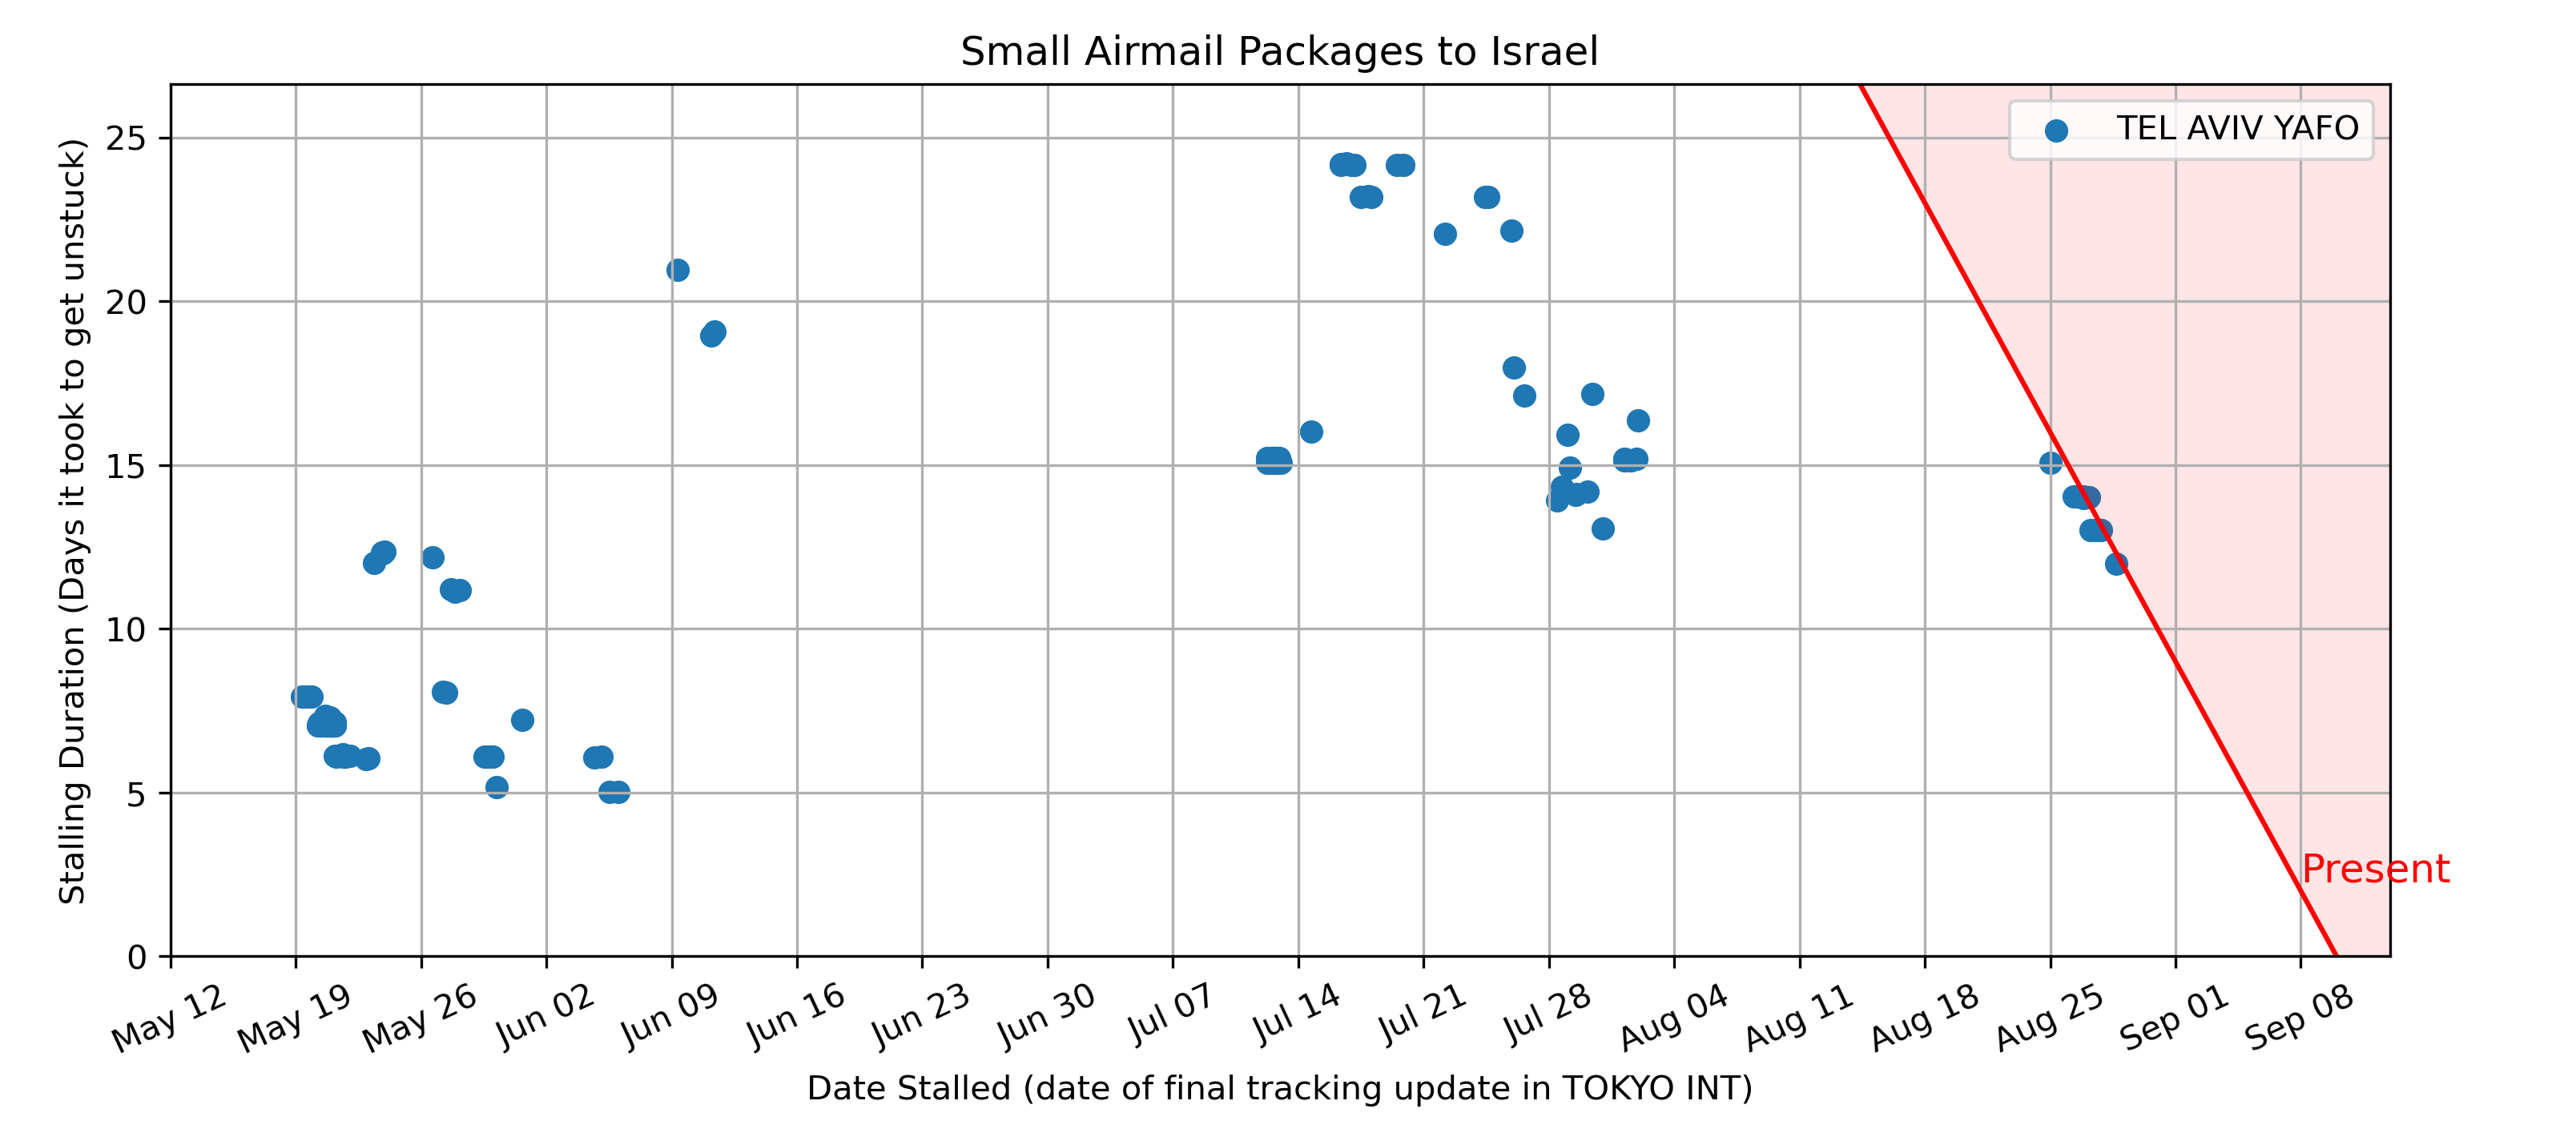 Small Airmail Packages to Israel
TEL AVIV YAFO
Stalling Duration (Days it took to get unstuck)
25
20
15
10
5
0
Present
May 12 May 19 May 26 Jun 02 Jun 09 Jun 16 Jun 23 Jun 30 Jul 07 Jul 14 Jul 21 Jul 28 Aug 04 Aug 11 Aug 18 Aug 25 Sep 01 Sep 08
Date Stalled (date of final tracking update in TOKYO INT)